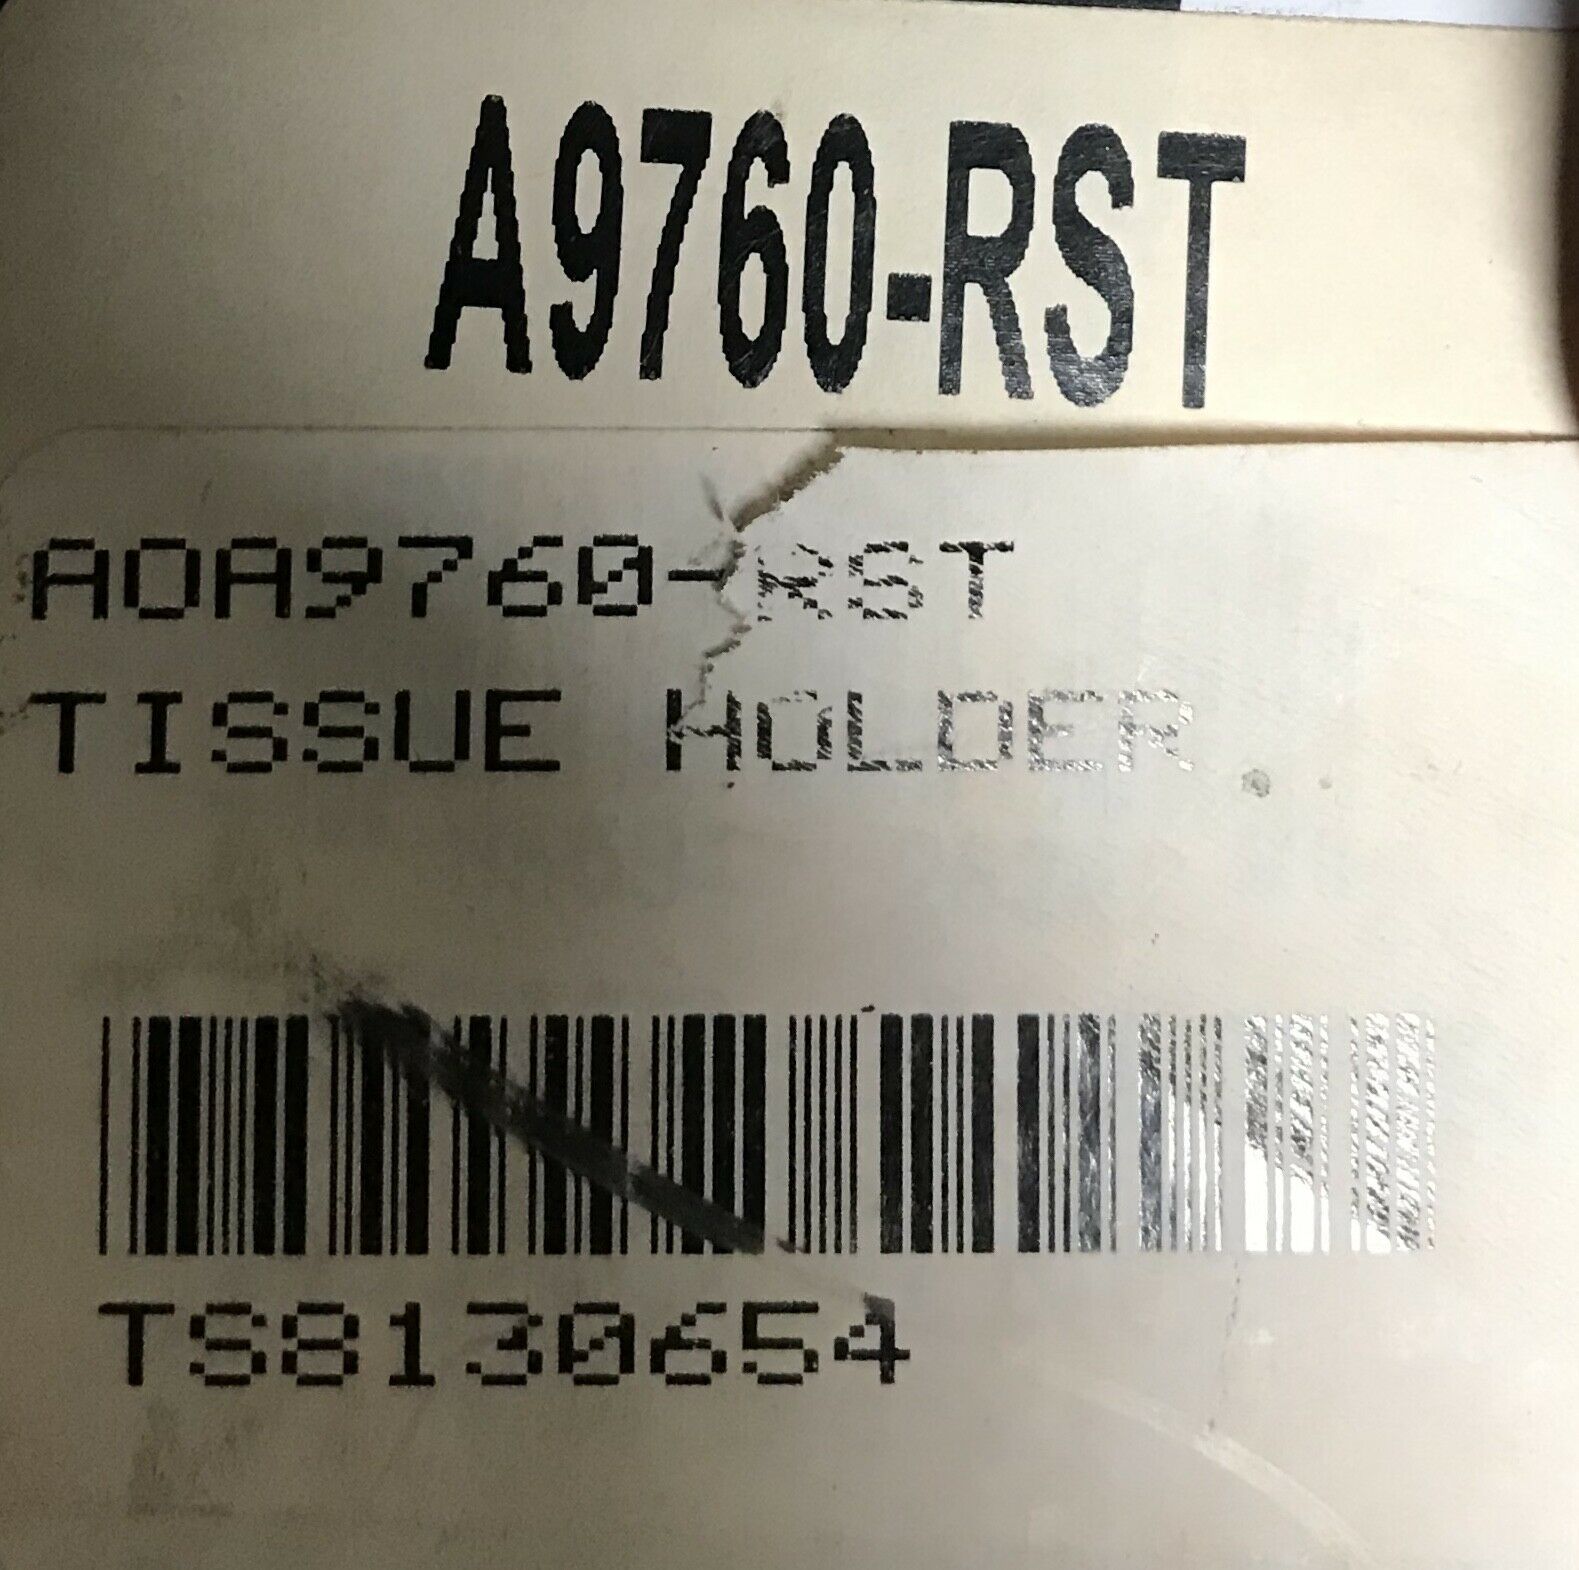 A9760-RST
AOA9760-RST
TISSUE HOLDER
TS8130654